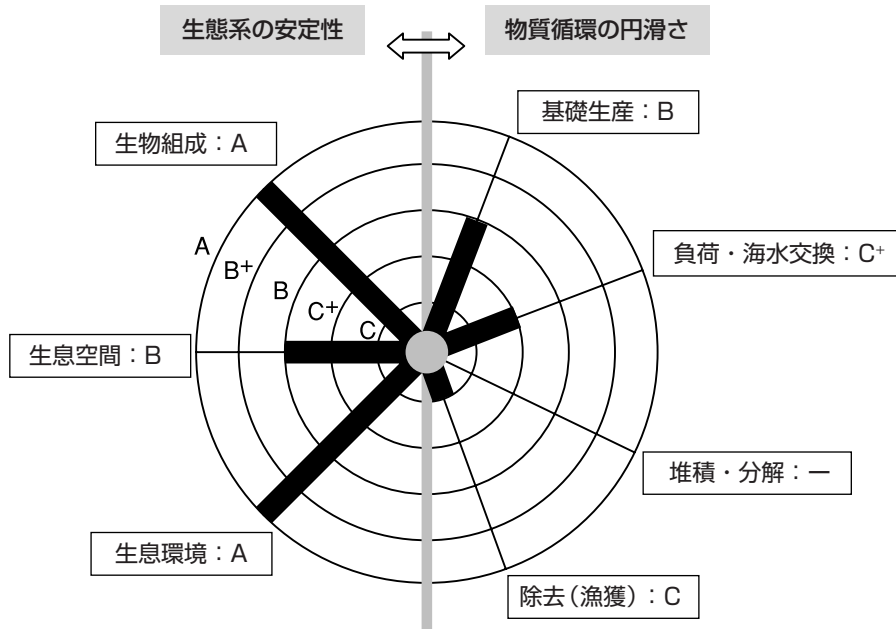 生態系の安定性
物質循環の円滑さ
基礎生産：B
生物組成：A
負荷・海水交換：C⁺
A
B⁺
B
C⁺
C
生息空間：B
堆積・分解：ー
生息環境：A
除去（漁獲）：C